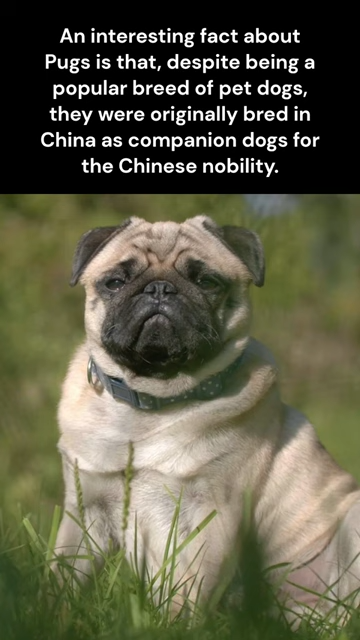 An interesting fact about
Pugs is that, despite being a
popular breed of pet dogs,
they were originally bred in
China as companion dogs for
the Chinese nobility.